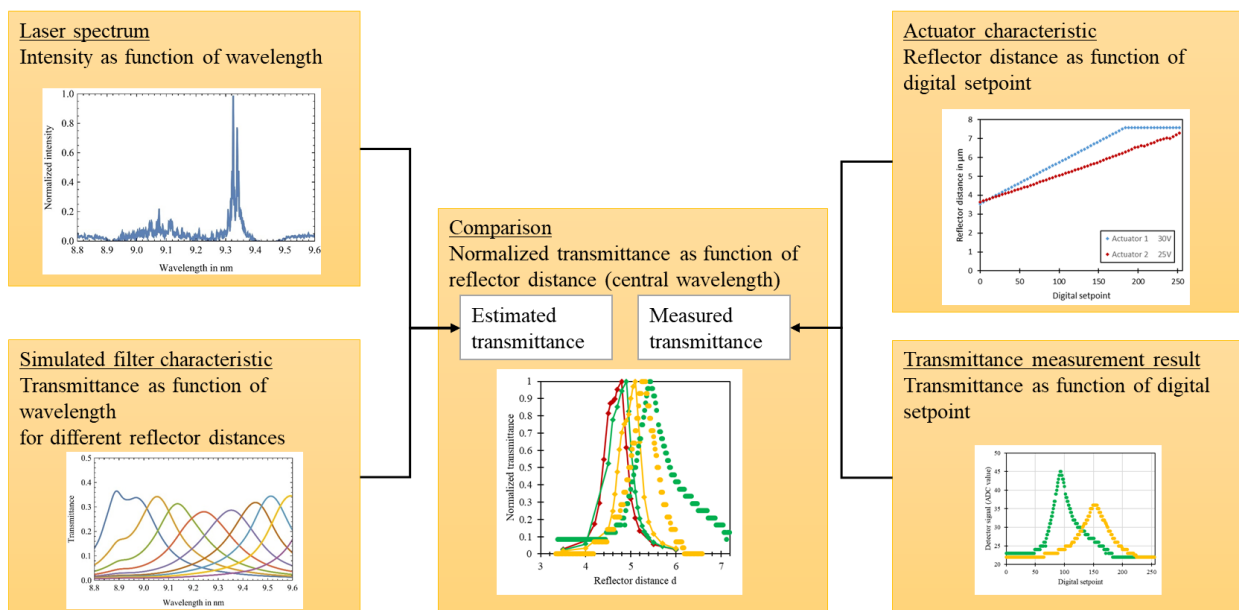 Laser spectrum
Intensity as function of wavelength
1.0
0.8
0.6
0.4
0.2
0.0
Normalized intensity
8.8 8.9 9.0 9.1 9.2 9.3 9.4 9.5 9.6
Wavelength in nm
Simulated filter characteristic
Transmittance as function of
wavelength
for different reflector distances
0.5
0.4
0.3
0.2
0.1
0.0
Transmittance
8.8 8.9 9.0 9.1 9.2 9.3 9.4 9.5 9.6
Wavelength in nm
Comparison
Normalized transmittance as function of
reflector distance (central wavelength)
Estimated
transmittance
Measured
transmittance
1
0.9
0.8
0.7
0.6
0.5
0.4
0.3
0.2
0.1
0
Normalized transmittance
3 4 5 6 7
Reflector distance d
Actuator characteristic
Reflector distance as function of
digital setpoint
8
7
6
5
4
3
2
1
0
Reflector distance in µm
Actuator 1 30V
Actuator 2 25V
0 50 100 150 200 250
Digital setpoint
Transmittance measurement result
Transmittance as function of digital
setpoint
50
45
40
35
30
25
20
Detector signal (ADC value)
0 50 100 150 200 250
Digital setpoint